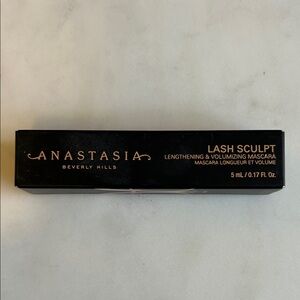 ANASTASIA
BEVERLY HILLS
LASH SCULPT
LENGTHENING & VOLUMIZING MASCARA
MASCARA LONGUEUR ET VOLUME
5 mL / 0.17 Fl. Oz.